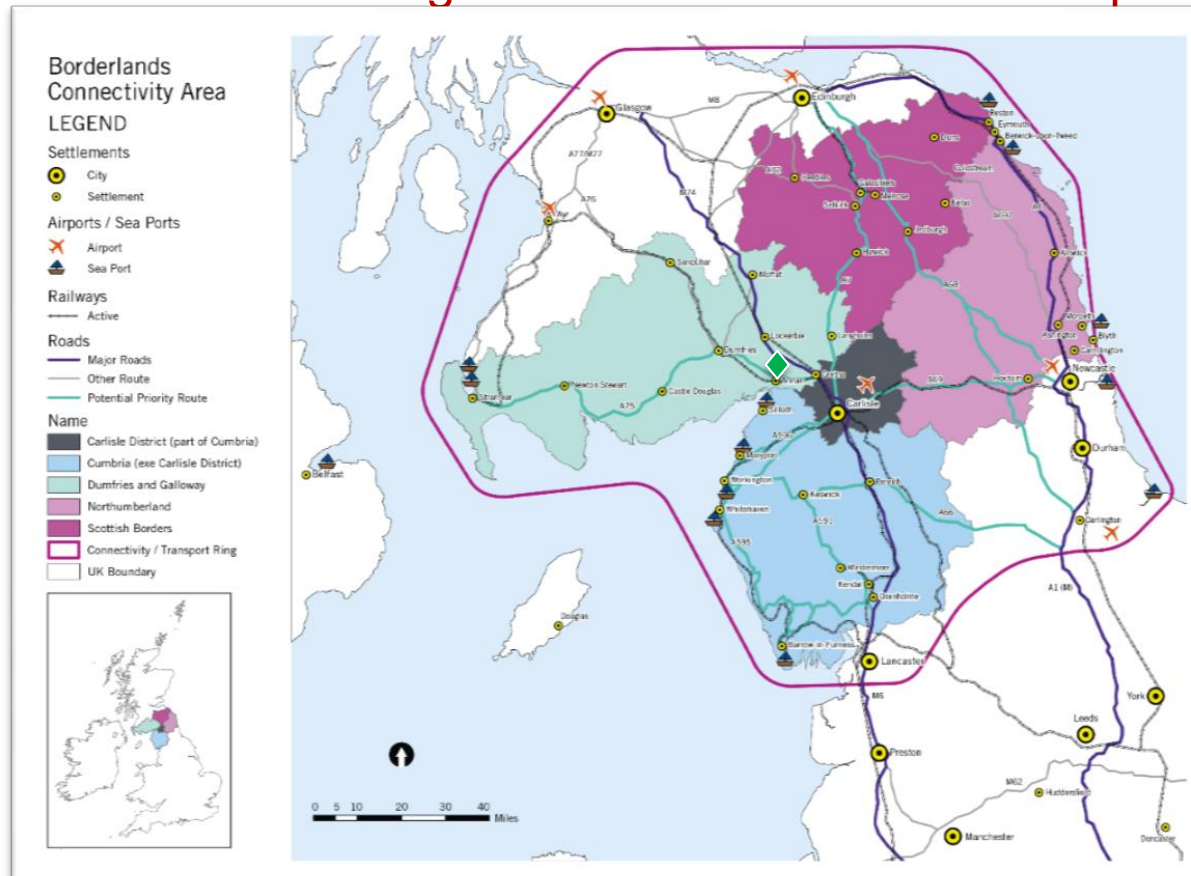 Borderlands
Connectivity Area
LEGEND
Settlements
City
Settlement
Airports / Sea Ports
Airport
Sea Port
Railways
Active
Roads
Major Roads
Other Route
Potential Priority Route
Name
Carlisle District (part of Cumbria)
Cumbria (exe Carlisle District)
Dumfries and Galloway
Northumberland
Scottish Borders
Connectivity / Transport Ring
UK Boundary
Edinburgh
M8
Glasgow
Reston
Eyemouth
Berwick-upon-Tweed
Duns
A77/M77
Coldstream
Peebles
M74
Galashiels
Melrose
Selkirk
Kelso
A76
A697
A1
Ayr
Jedburgh
Hawick
Alnwick
Sanquhar
Moffat
A7
A68
Morpeth
Ashington
Blyth
Lockerbie
Langholm
Cramlington
Dumfries
Newcastle
Annan
Gretna
Hexham
A69
Newton Stewart
Castle Douglas
Stranraer
A75
Silloth
Carlisle
A596
Durham
Maryport
Belfast
Workington
Keswick
Penrith
Whitehaven
A591
A66
Darlington
A595
Windermere
Kendal
Oxenholme
A1 (M)
Douglas
Barrow in Furness
Lancaster
M6
York
Leeds
Preston
M62
Huddersfield
Manchester
Doncaster
0 5 10 20 30 40
Miles